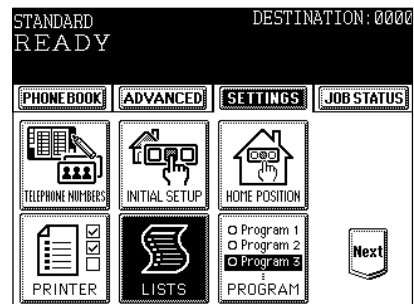 STANDARD DESTINATION:0000
READY
PHONE BOOK ADVANCED SETTINGS JOB STATUS
TELEPHONE NUMBERS INITIAL SETUP HOME POSITION
Program 1
Program 2
Program 3
Next
PRINTER LISTS PROGRAM